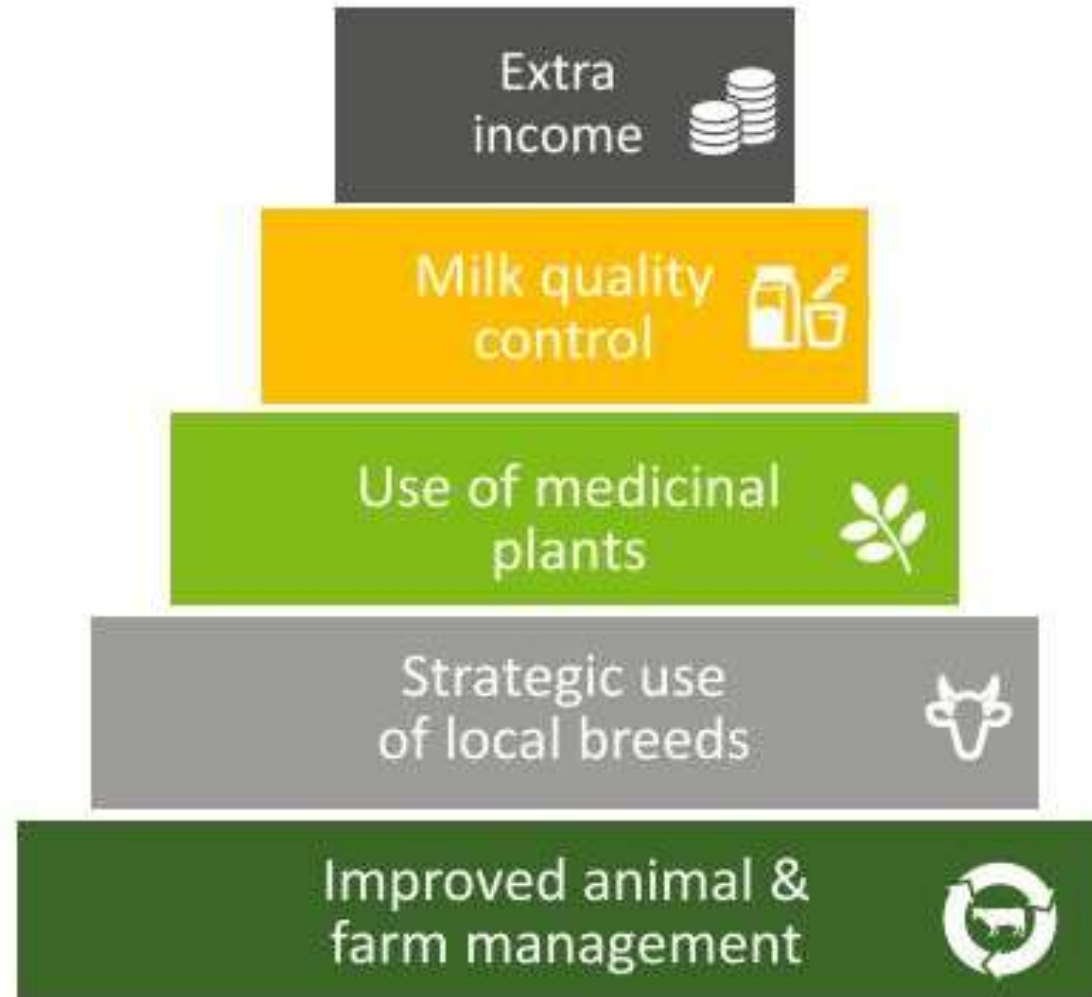 Extra
income
Milk quality
control
Use of medicinal
plants
Strategic use
of local breeds
Improved animal &
farm management